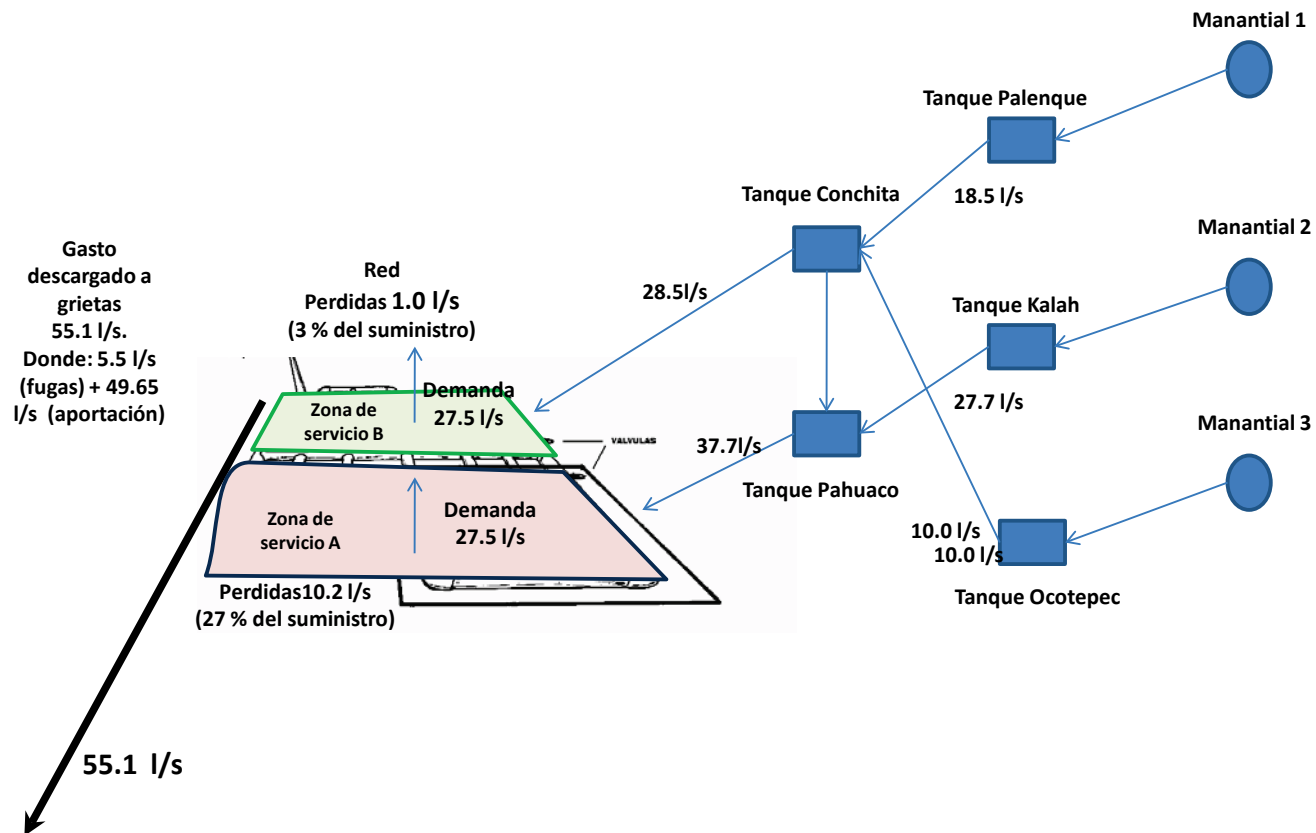 Manantial 1
Tanque Palenque
18.5 l/s
Tanque Conchita
Manantial 2
Gasto
descargado a
grietas
55.1 l/s.
Donde: 5.5 l/s
(fugas) + 49.65
l/s (aportación)
Red
Perdidas 1.0 l/s
(3 % del suministro)
28.5l/s
Tanque Kalah
27.7 l/s
Demanda
27.5 l/s
Zona de
servicio B
VALVULAS
37.7l/s
Manantial 3
Tanque Pahuaco
Zona de
servicio A
Demanda
27.5 l/s
10.0 l/s
10.0 l/s
Tanque Ocotepec
Perdidas10.2 l/s
(27 % del suministro)
55.1 l/s